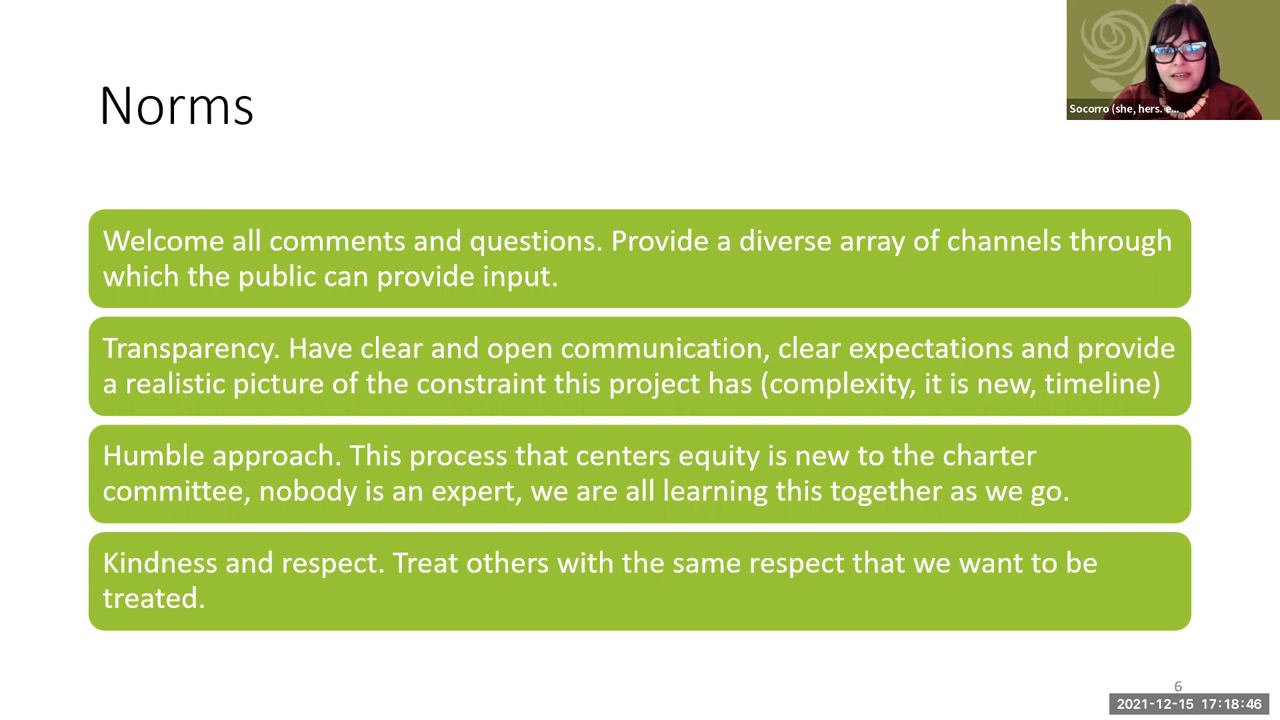 Norms
Socorro (she, hers. e...
Welcome all comments and questions. Provide a diverse array of channels through
which the public can provide input.
Transparency. Have clear and open communication, clear expectations and provide
a realistic picture of the constraint this project has (complexity, it is new, timeline)
Humble approach. This process that centers equity is new to the charter
committee, nobody is an expert, we are all learning this together as we go.
Kindness and respect. Treat others with the same respect that we want to be
treated.
6
2021-12-15 17:18:46